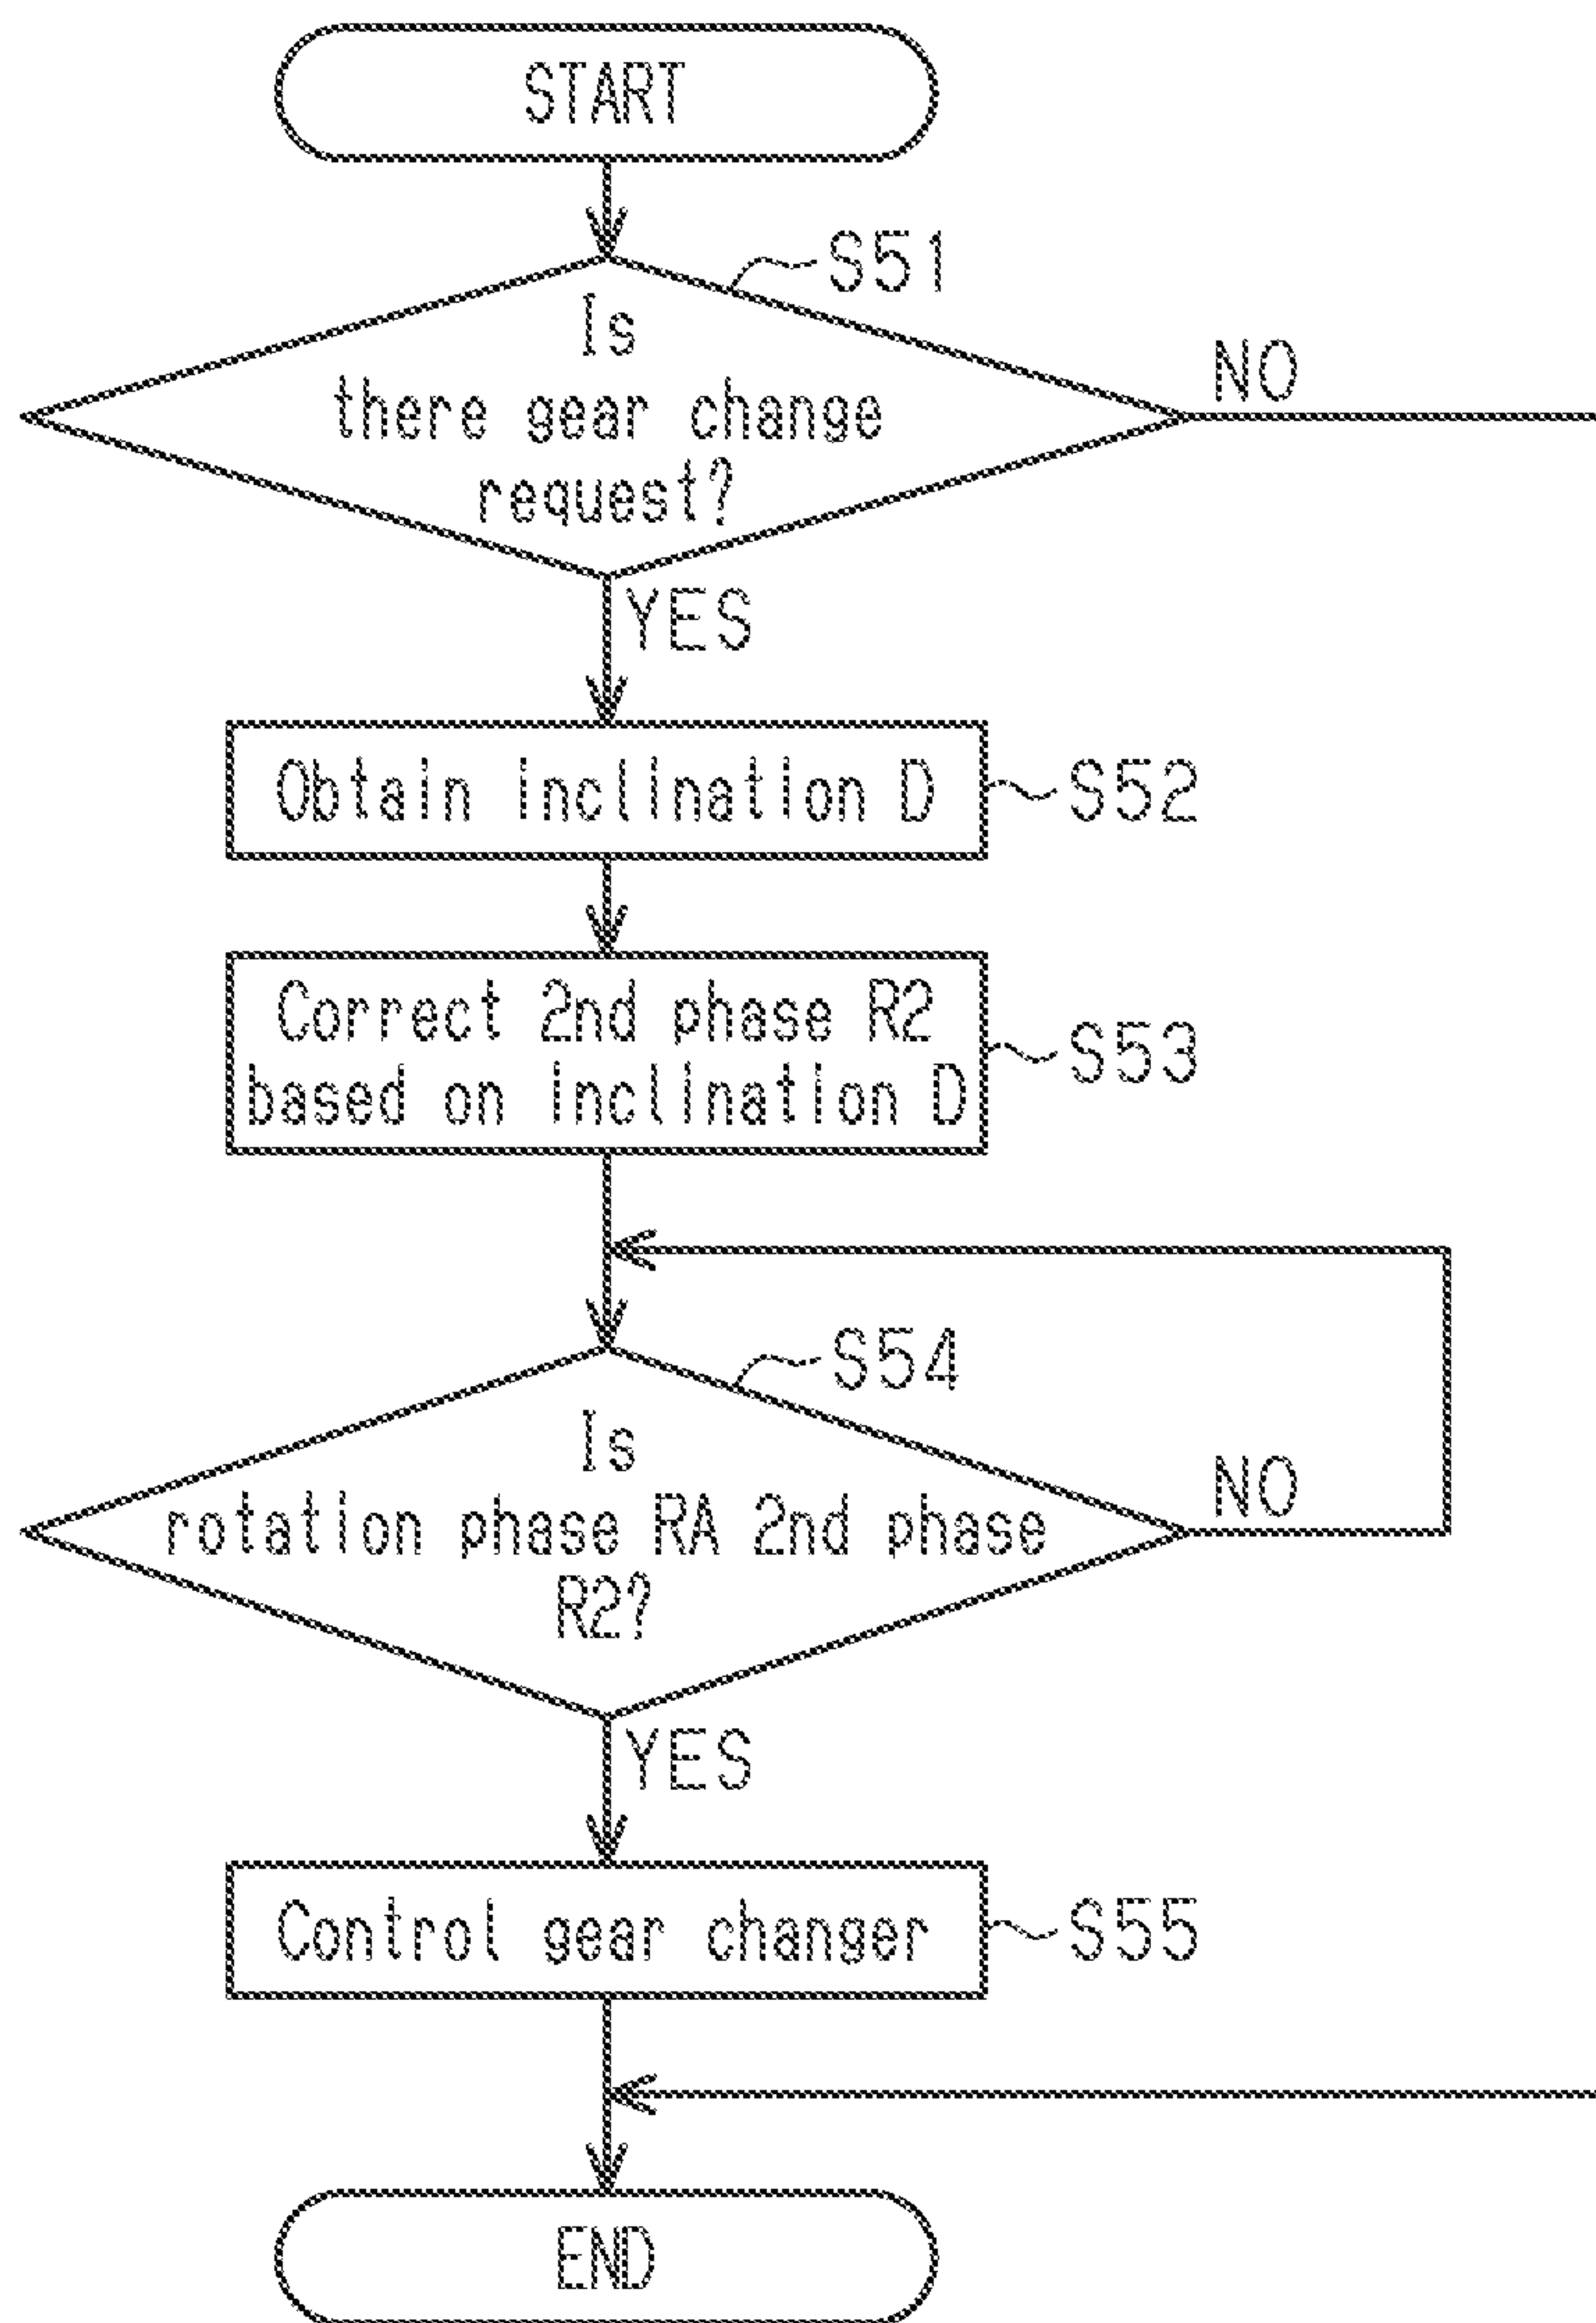 START
S51
Is
there gear change
request?
NO
YES
Obtain inclination D
S52
Correct 2nd phase R2
based on inclination D
S53
S54
Is
rotation phase RA 2nd phase
R2?
NO
YES
Control gear changer
S55
END